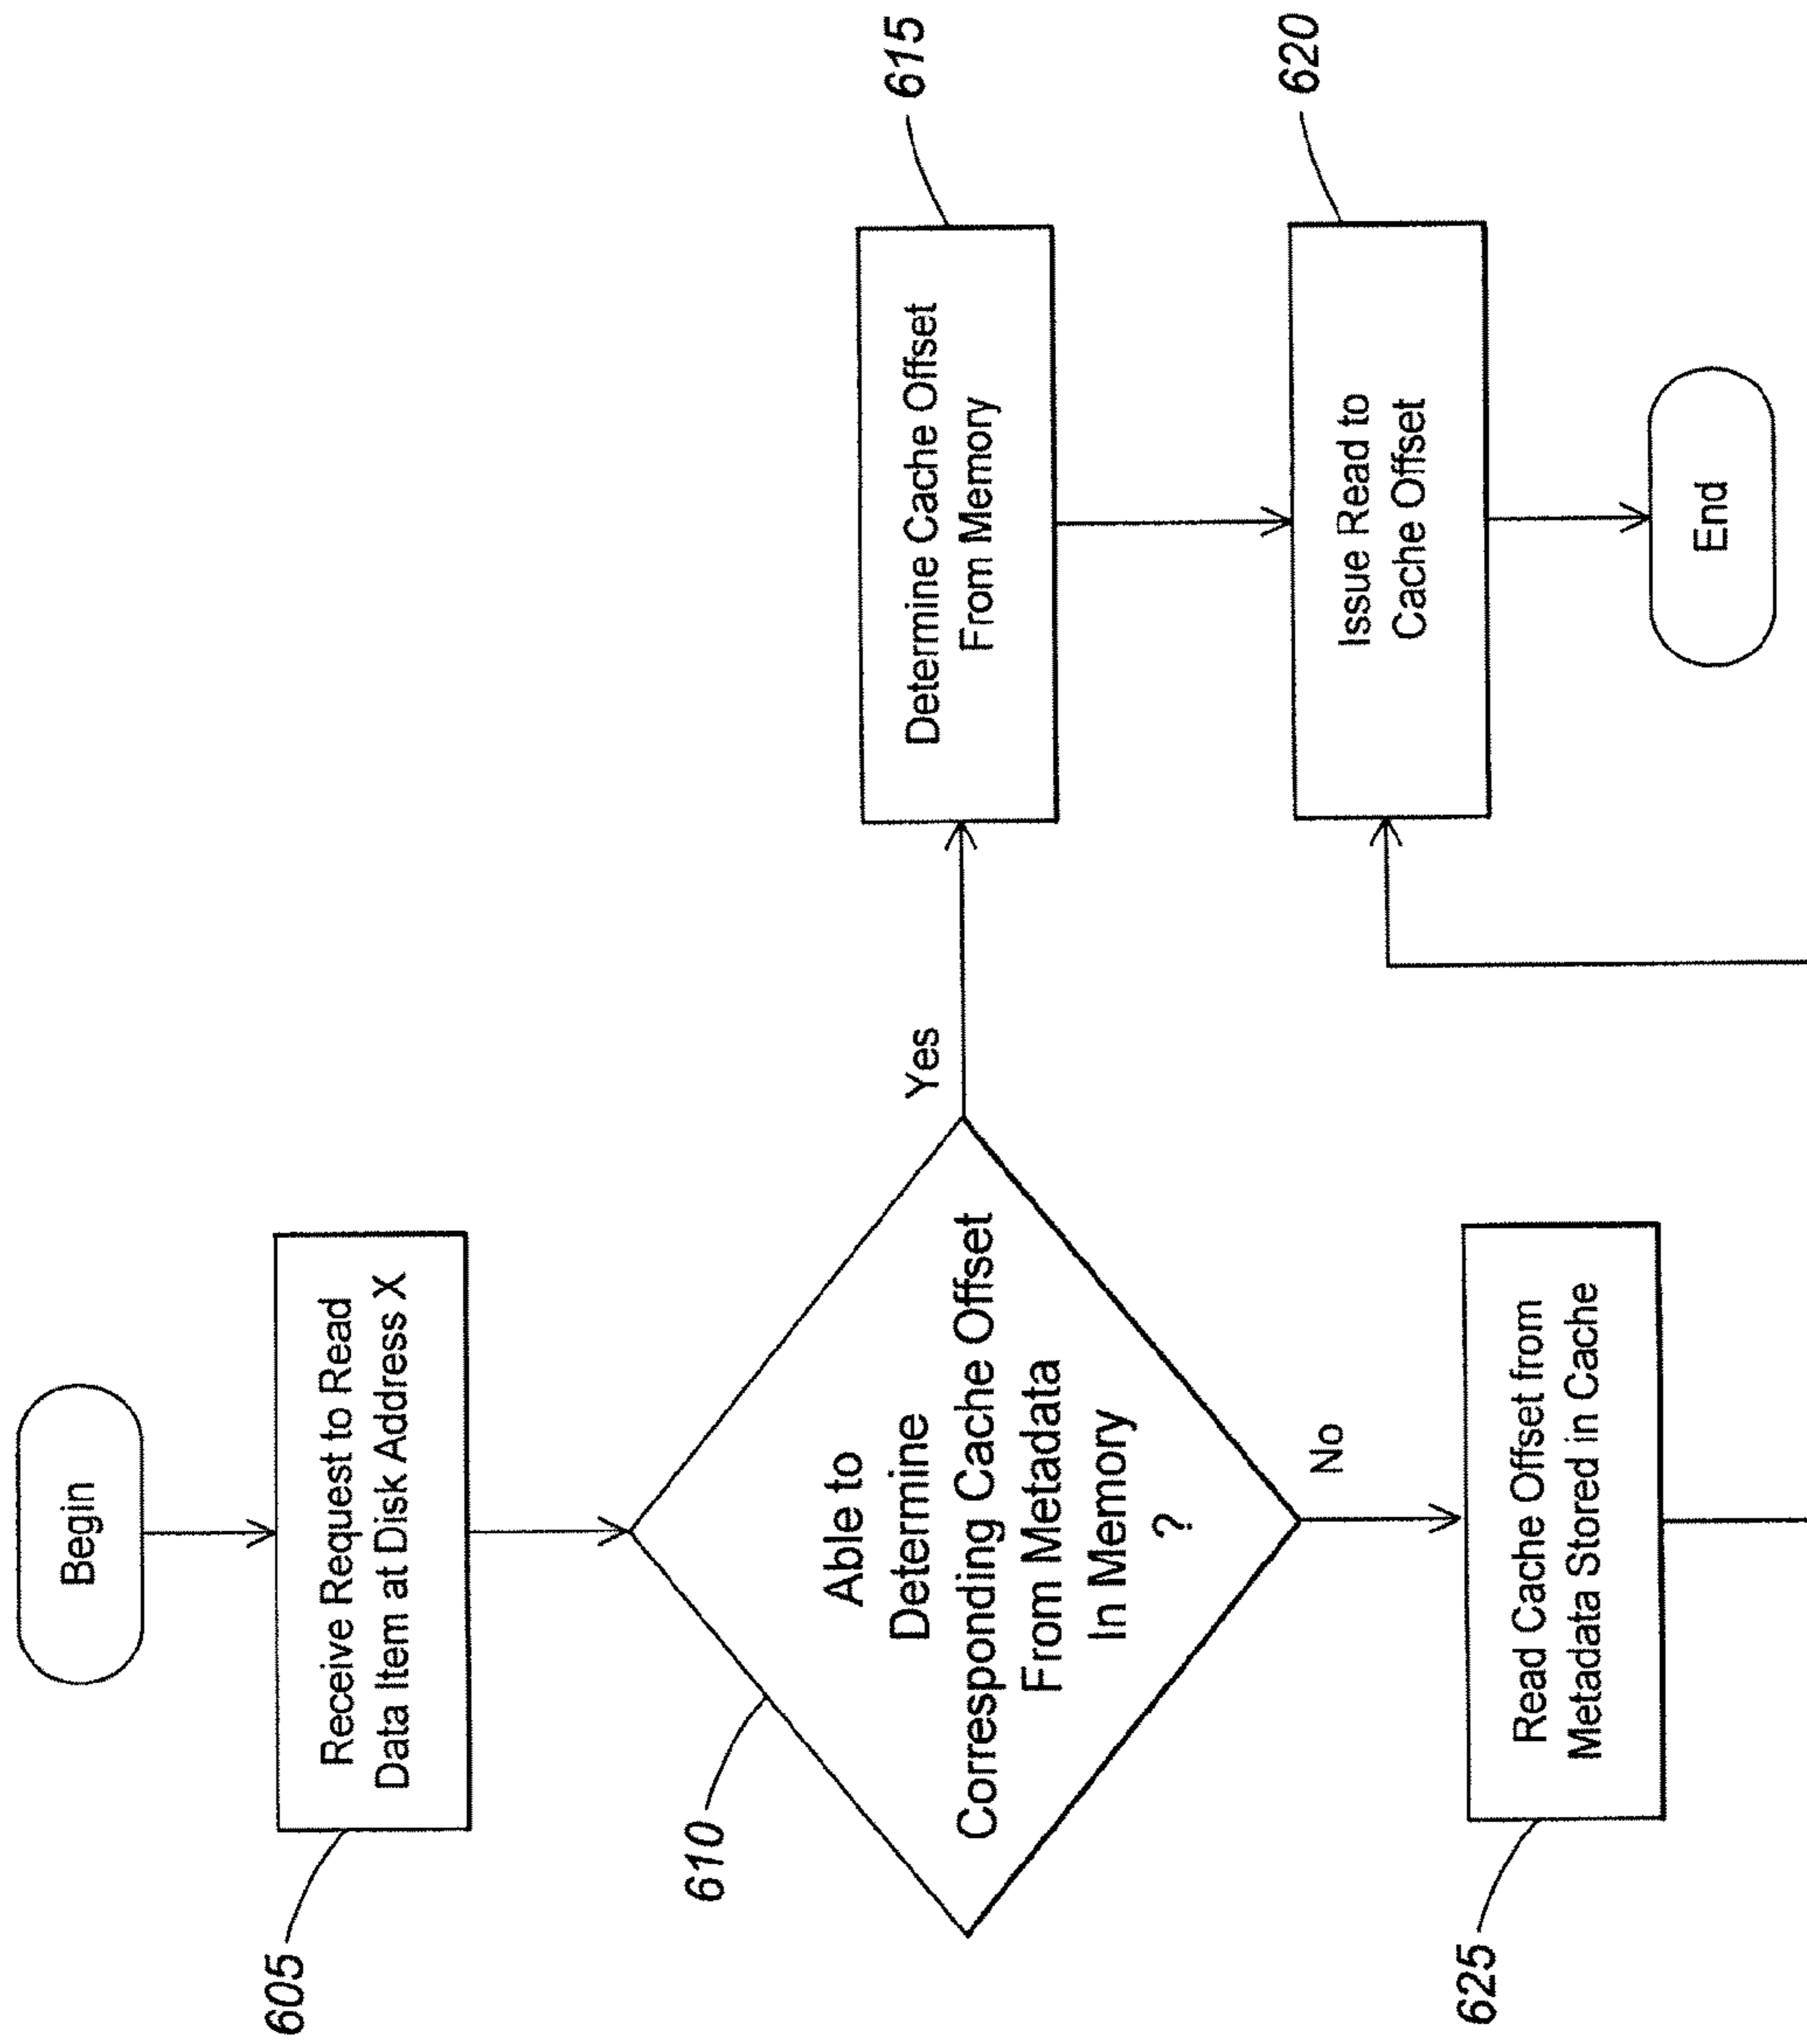 Begin
605
Receive Request to Read
Data Item at Disk Address X
610
Able to
Determine
Corresponding Cache Offset
From Metadata
In Memory
?
Yes
615
Determine Cache Offset
From Memory
620
Issue Read to
Cache Offset
End
No
625
Read Cache Offset from
Metadata Stored in Cache